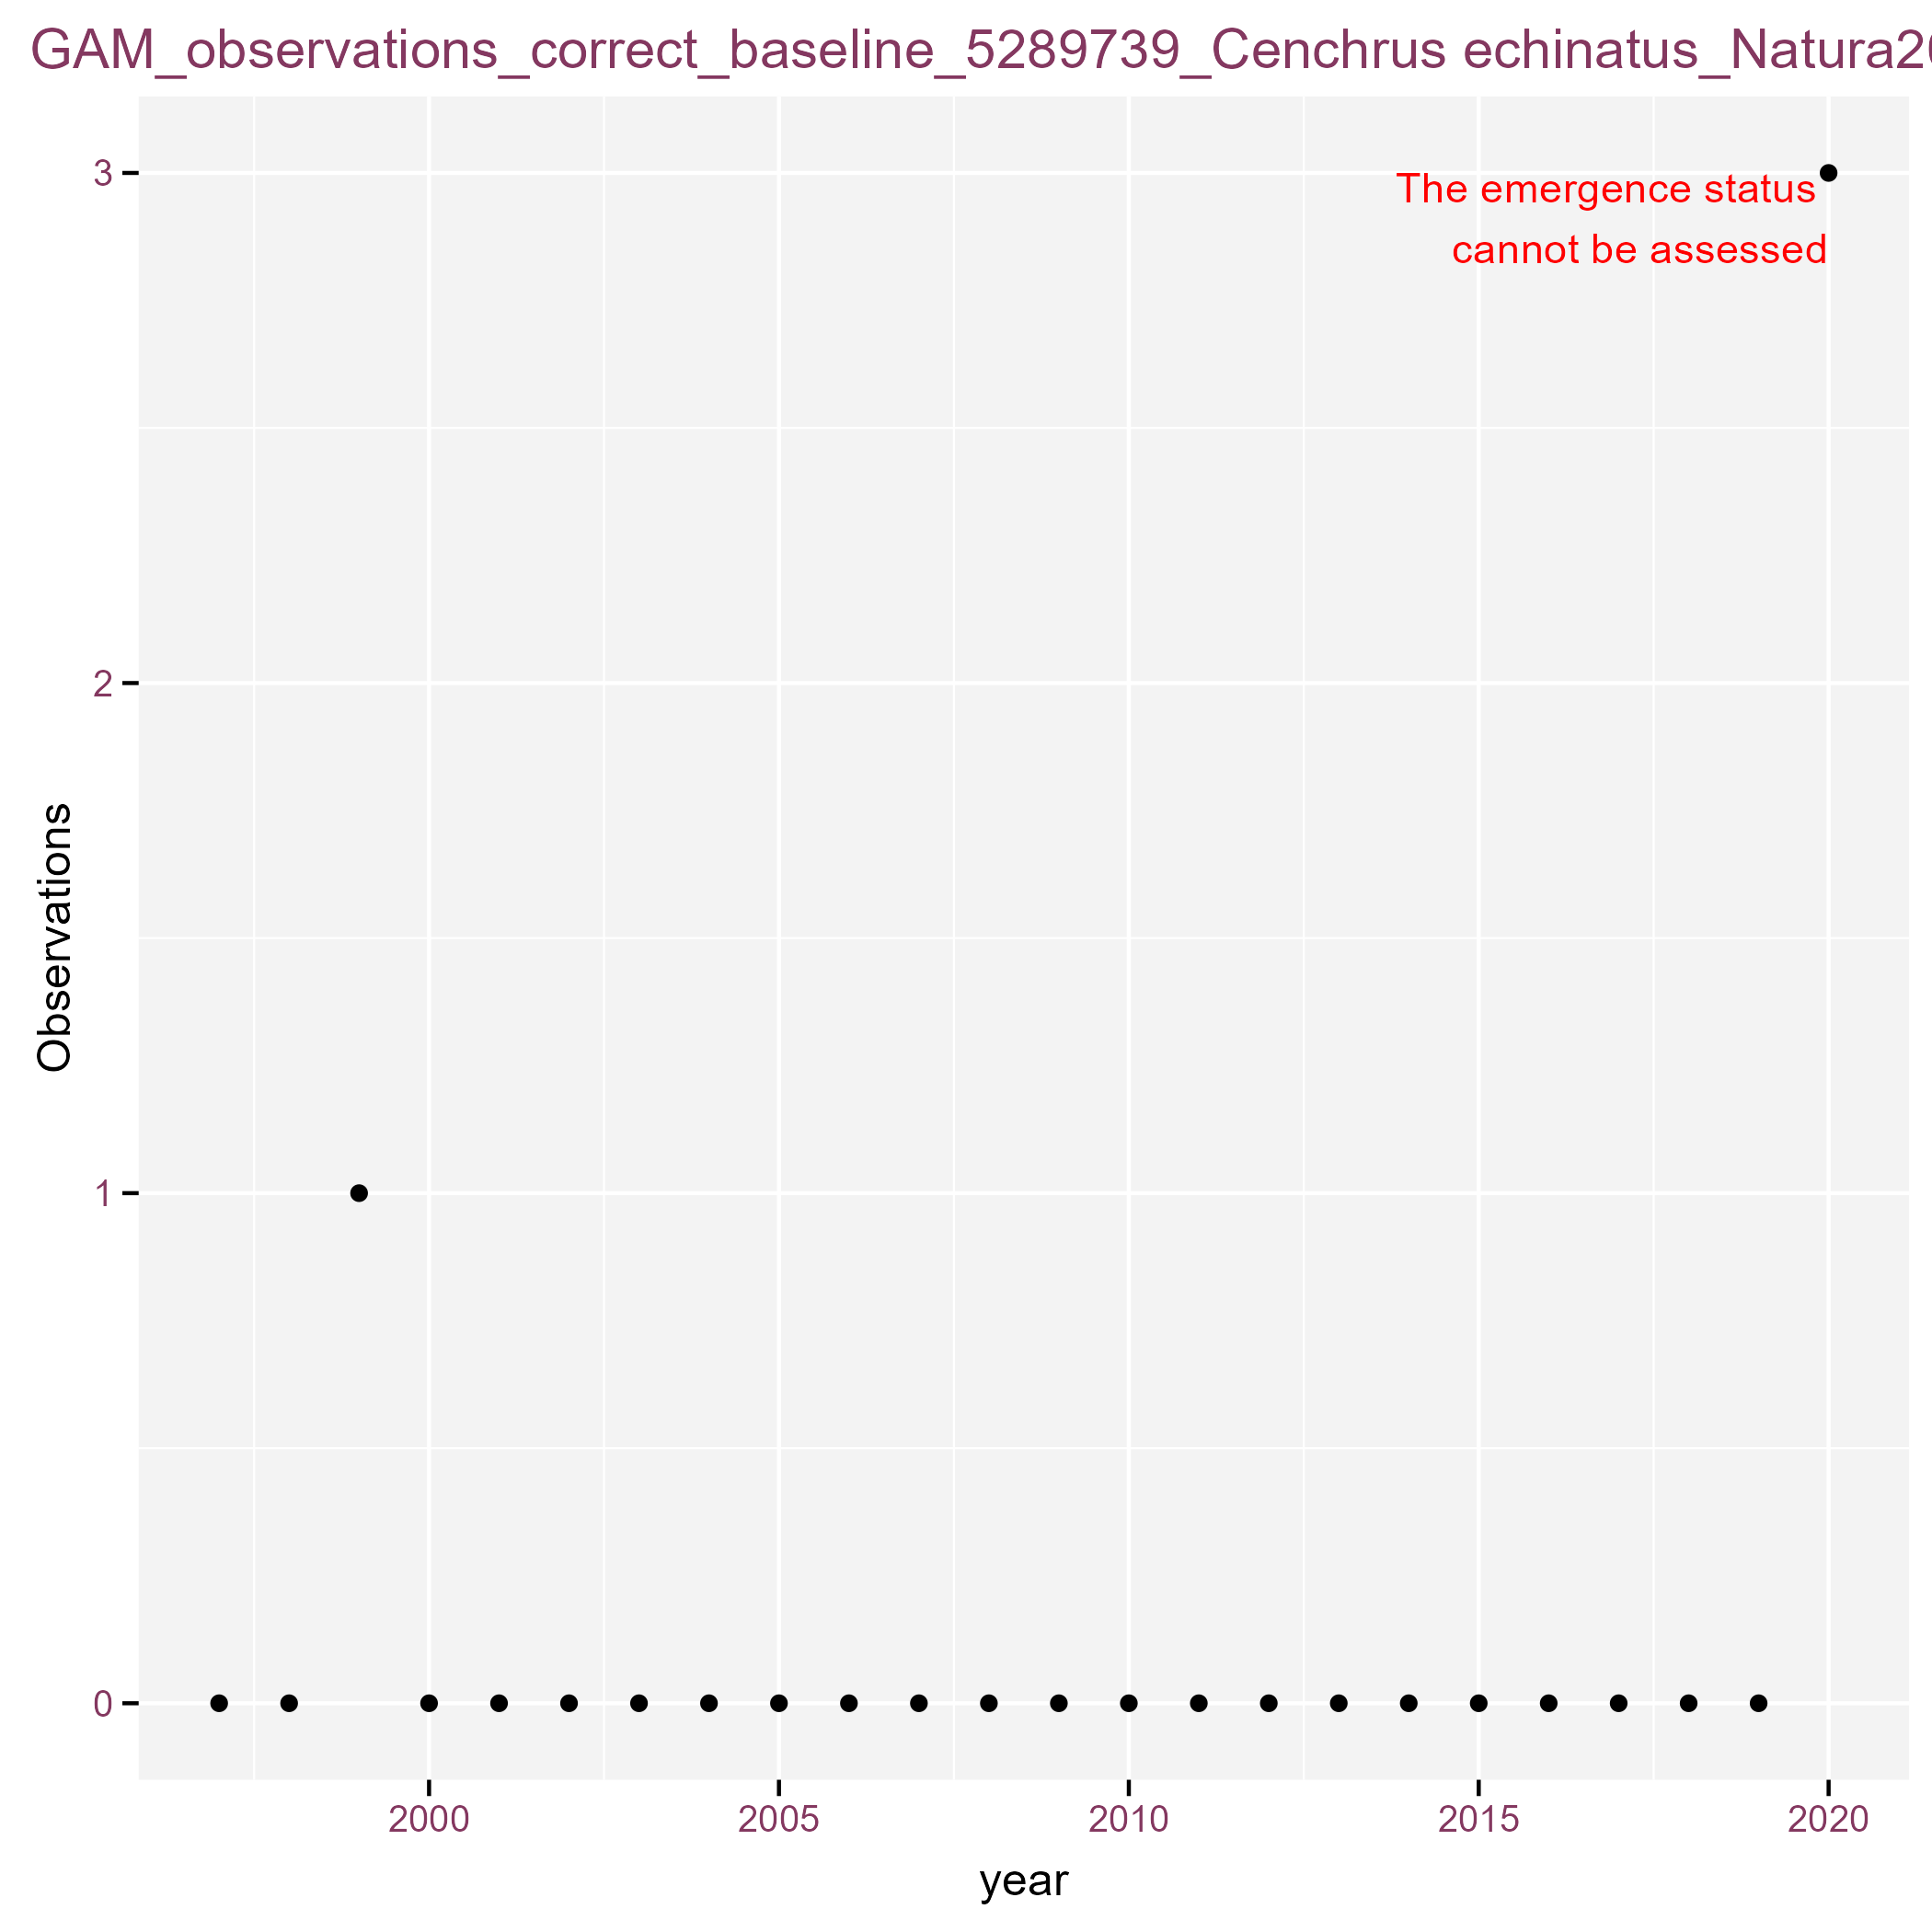 GAM_observations_correct_baseline_5289739_Cenchrus echinatus_Natura20
3
The emergence status
cannot be assessed
2
Observations
1
0
2000 2005 2010 2015 2020
year